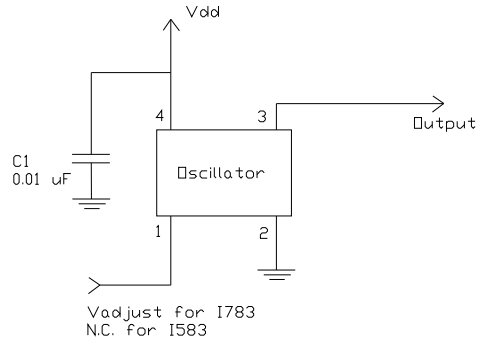 Vdd
4
3
Output
Oscillator
C1
0.01 uF
1
2
Vadjust for I783
N.C. for I583